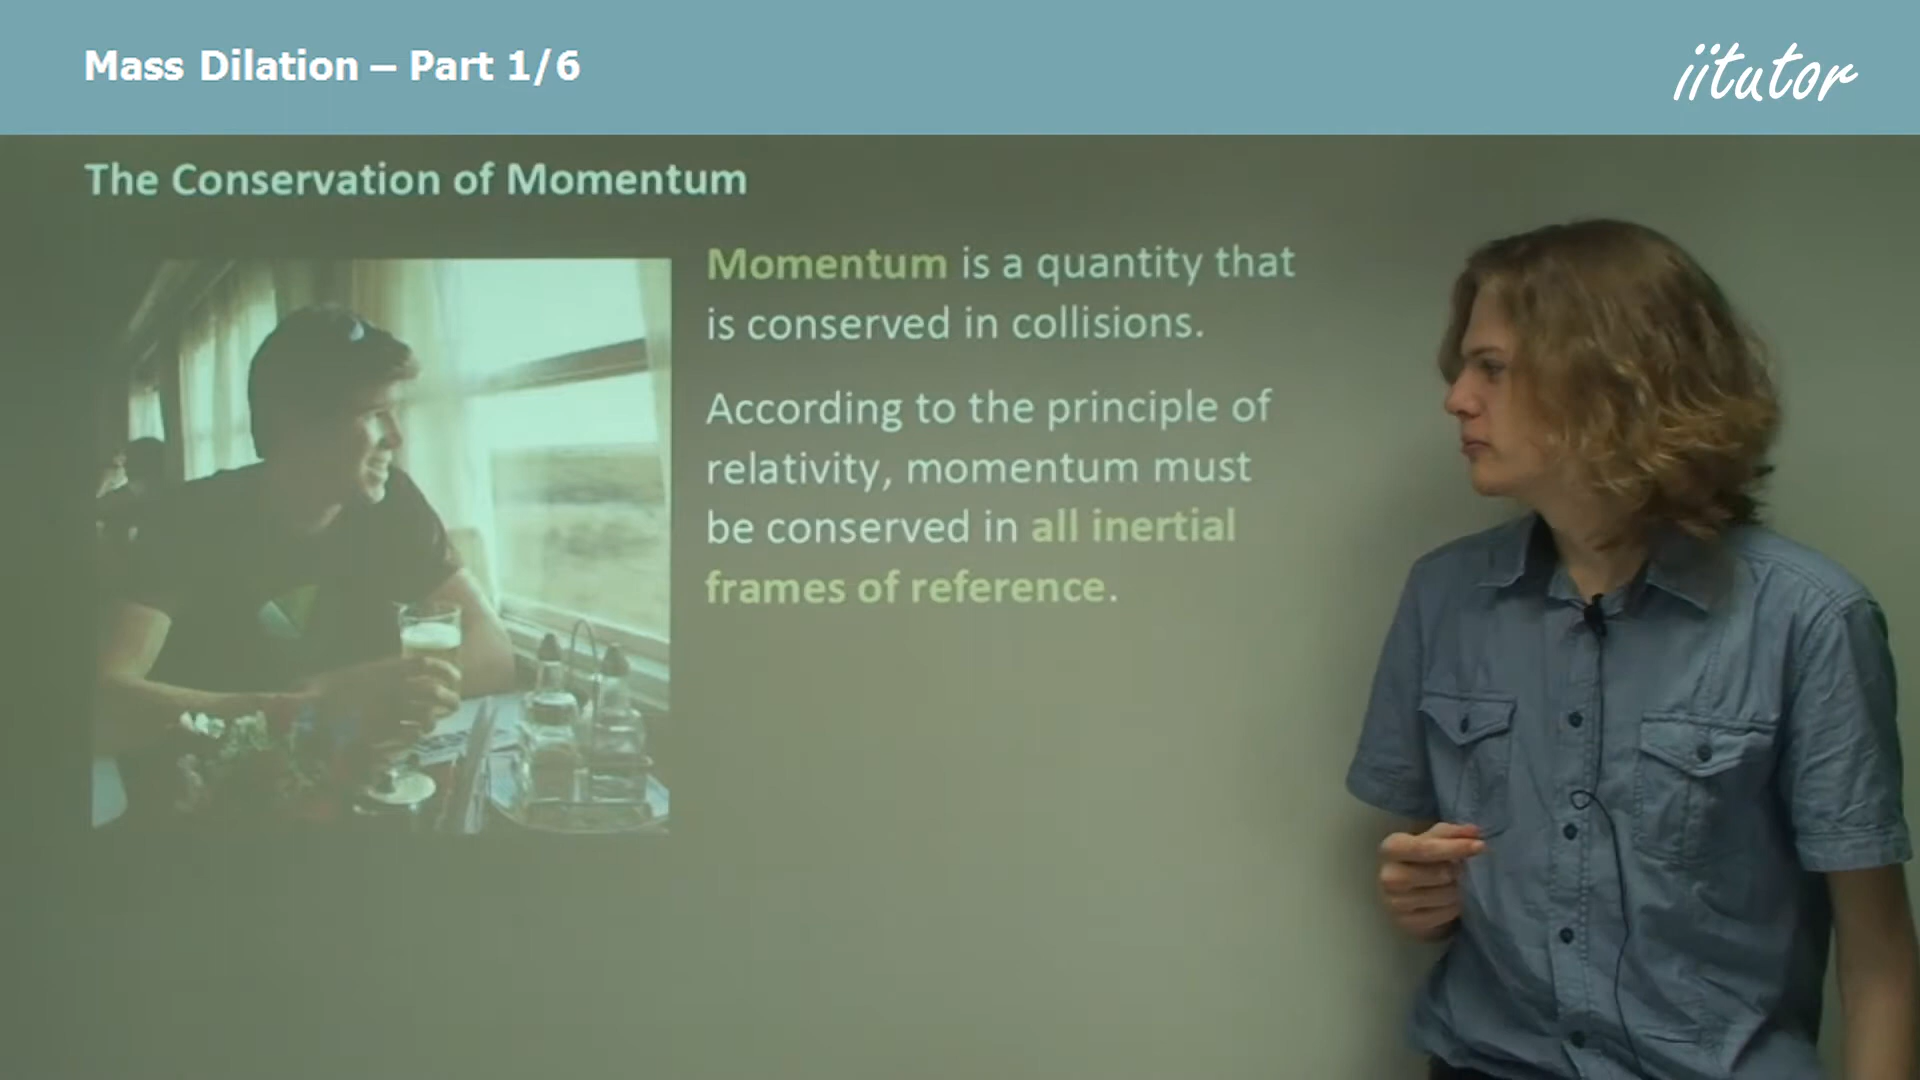 Mass Dilation – Part 1/6
iitutor
The Conservation of Momentum
Momentum is a quantity that
is conserved in collisions.
According to the principle of
relativity, momentum must
be conserved in all inertial
frames of reference.